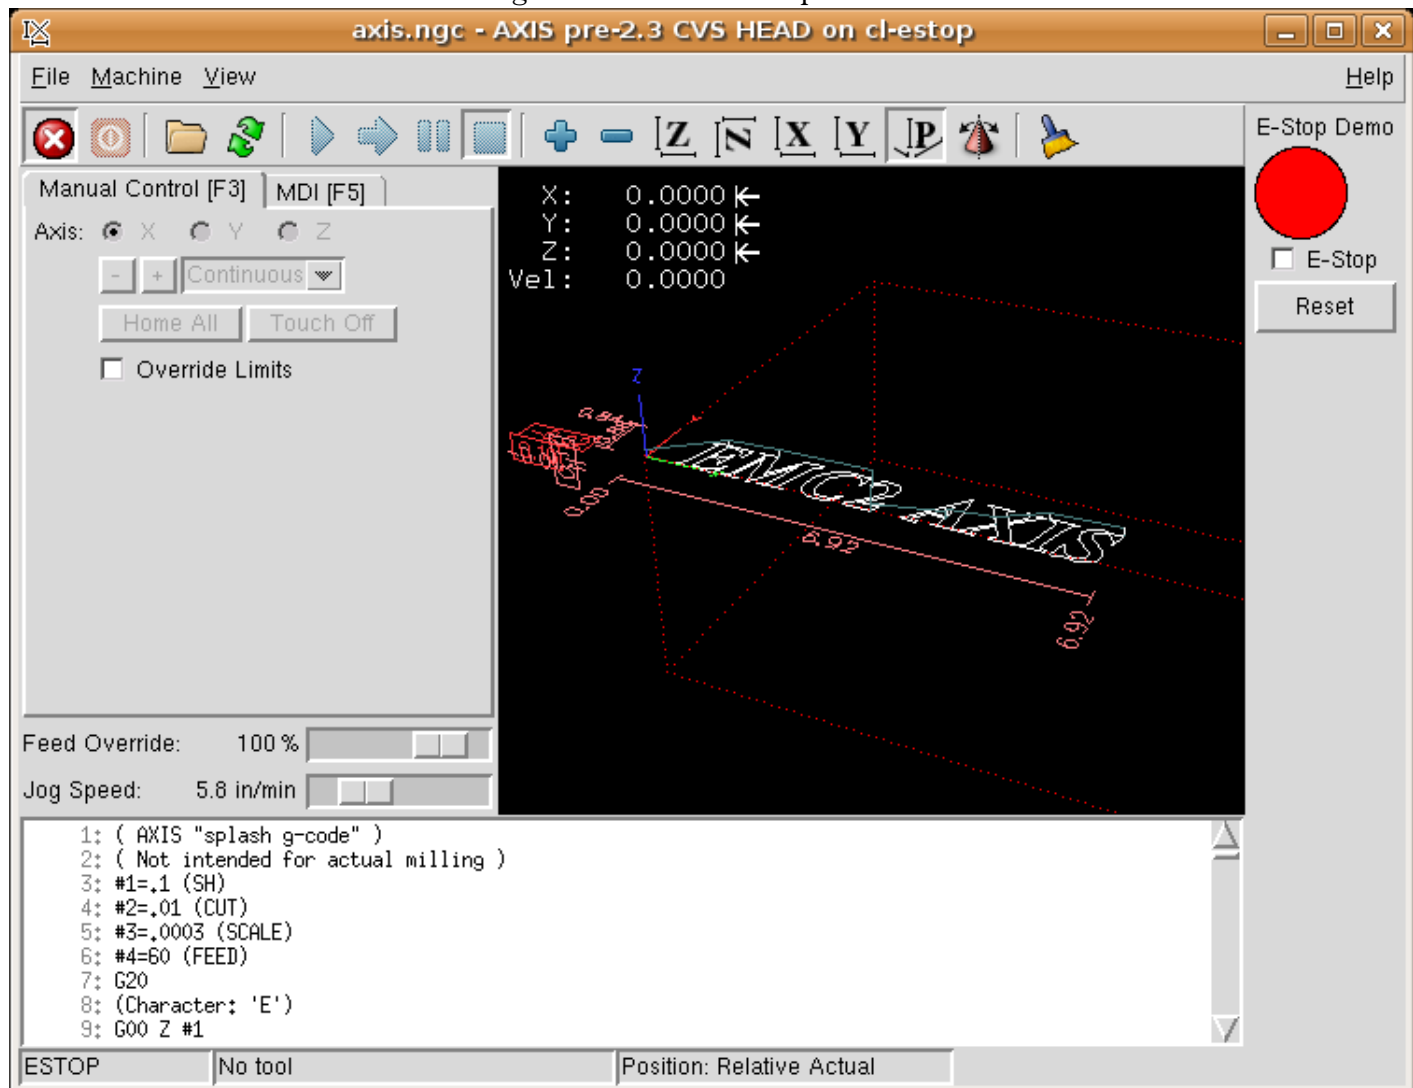 axis.ngc - AXIS pre-2.3 CVS HEAD on cl-estop
File Machine View Help
Z N X Y P
E-Stop Demo
E-Stop
Reset
Manual Control [F3] MDI [F5]
Axis: X Y Z
- + Continuous
Home All Touch Off
Override Limits
X: 0.0000
Y: 0.0000
Z: 0.0000
Vel: 0.0000
Z
EMC2 AXIS
0.00
6.92
6.92
Feed Override: 100 %
Jog Speed: 5.8 in/min
1: ( AXIS "splash g-code" )
2: ( Not intended for actual milling )
3: #1=.1 (SH)
4: #2=.01 (CUT)
5: #3=.0003 (SCALE)
6: #4=60 (FEED)
7: G20
8: (Character: 'E')
9: G00 Z #1
ESTOP No tool Position: Relative Actual